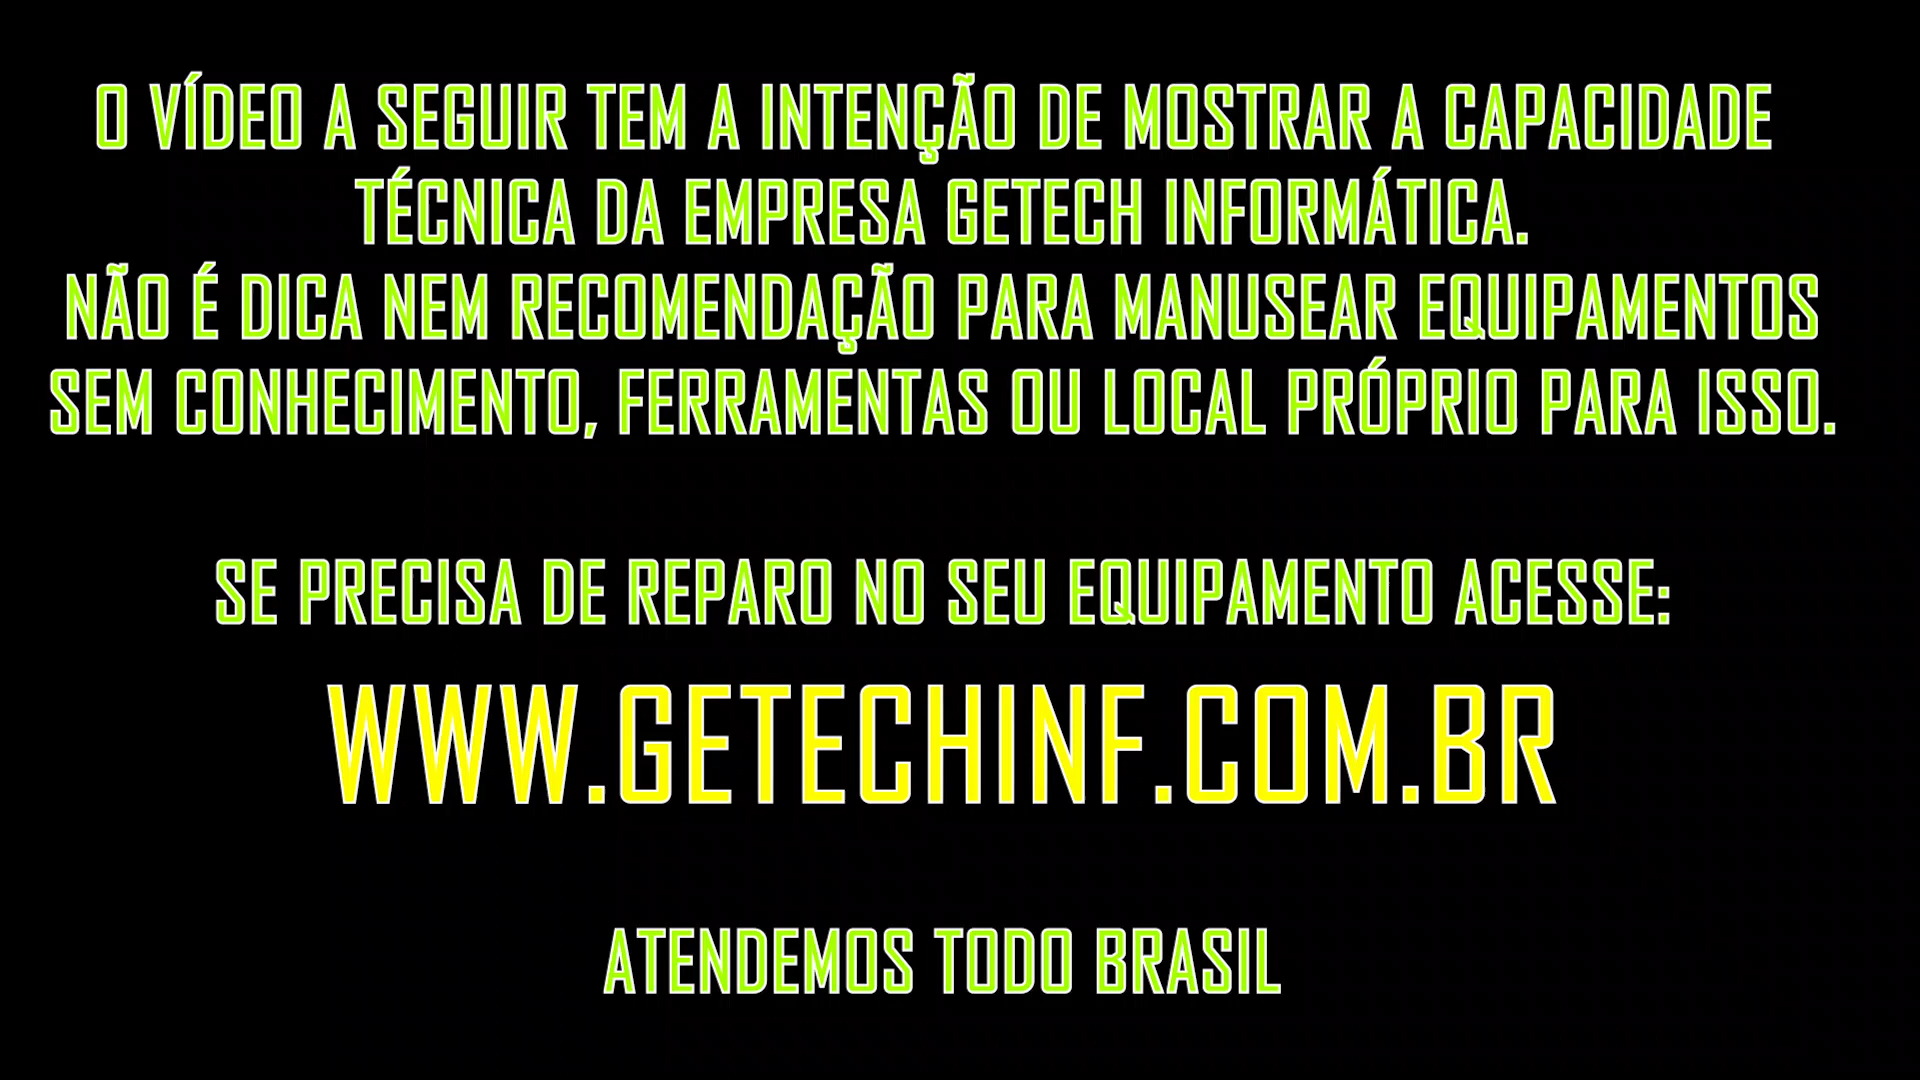 O VÍDEO A SEGUIR TEM A INTENÇÃO DE MOSTRAR A CAPACIDADE
TÉCNICA DA EMPRESA GETECH INFORMÁTICA.
NÃO É DICA NEM RECOMENDAÇÃO PARA MANUSEAR EQUIPAMENTOS
SEM CONHECIMENTO, FERRAMENTAS OU LOCAL PRÓPRIO PARA ISSO.
SE PRECISA DE REPARO NO SEU EQUIPAMENTO ACESSE:
WWW.GETECHINF.COM.BR
ATENDEMOS TODO BRASIL